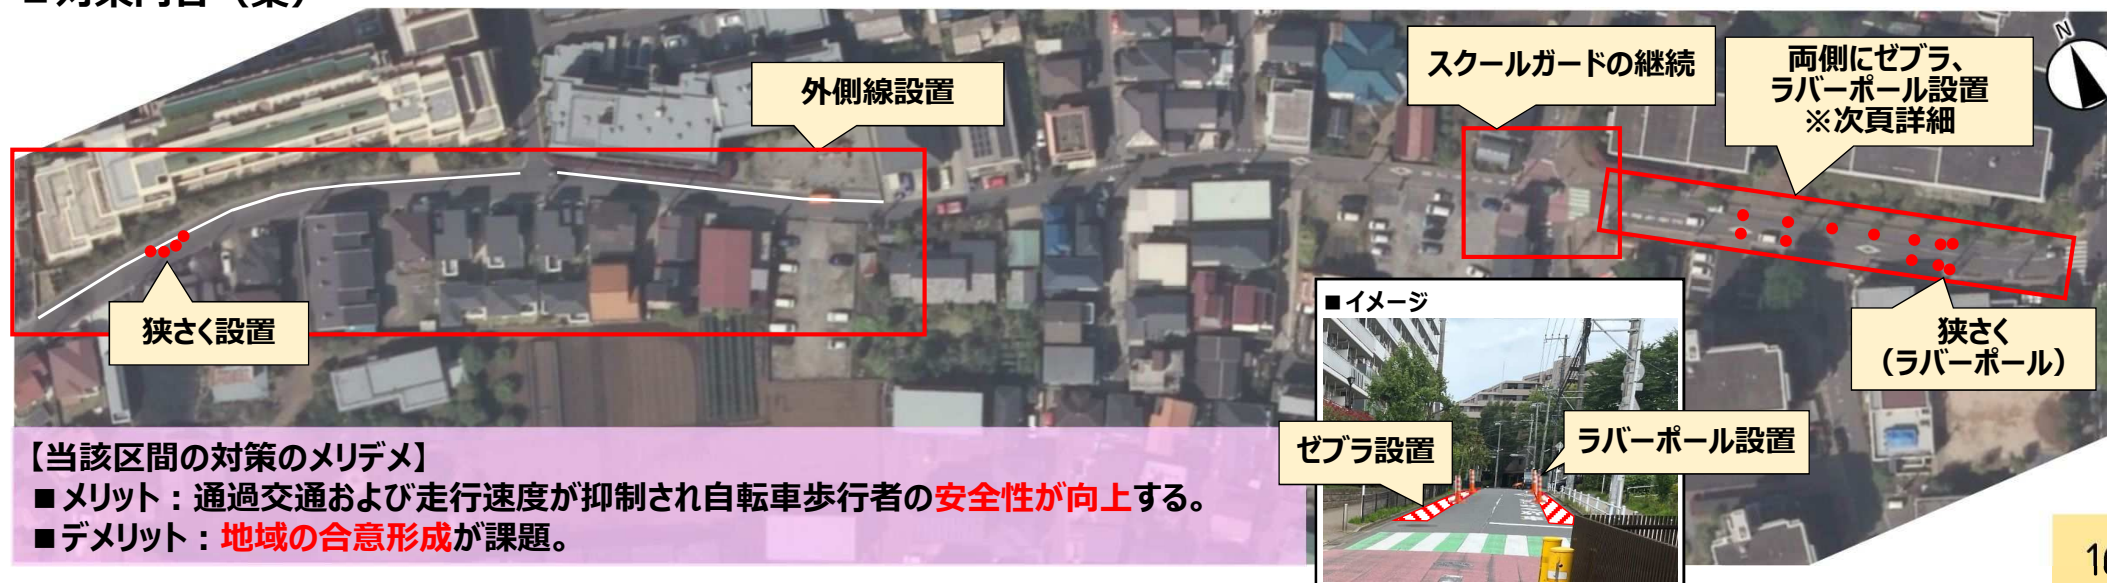 外側線設置
スクールガードの継続
両側にゼブラ、
ラバーポール設置
※次頁詳細
N
狭さく設置
狭さく
（ラバーポール）
■イメージ
ゼブラ設置
ラバーポール設置
【当該区間の対策のメリデメ】
■メリット：通過交通および走行速度が抑制され自転車歩行者の安全性が向上する。
■デメリット：地域の合意形成が課題。